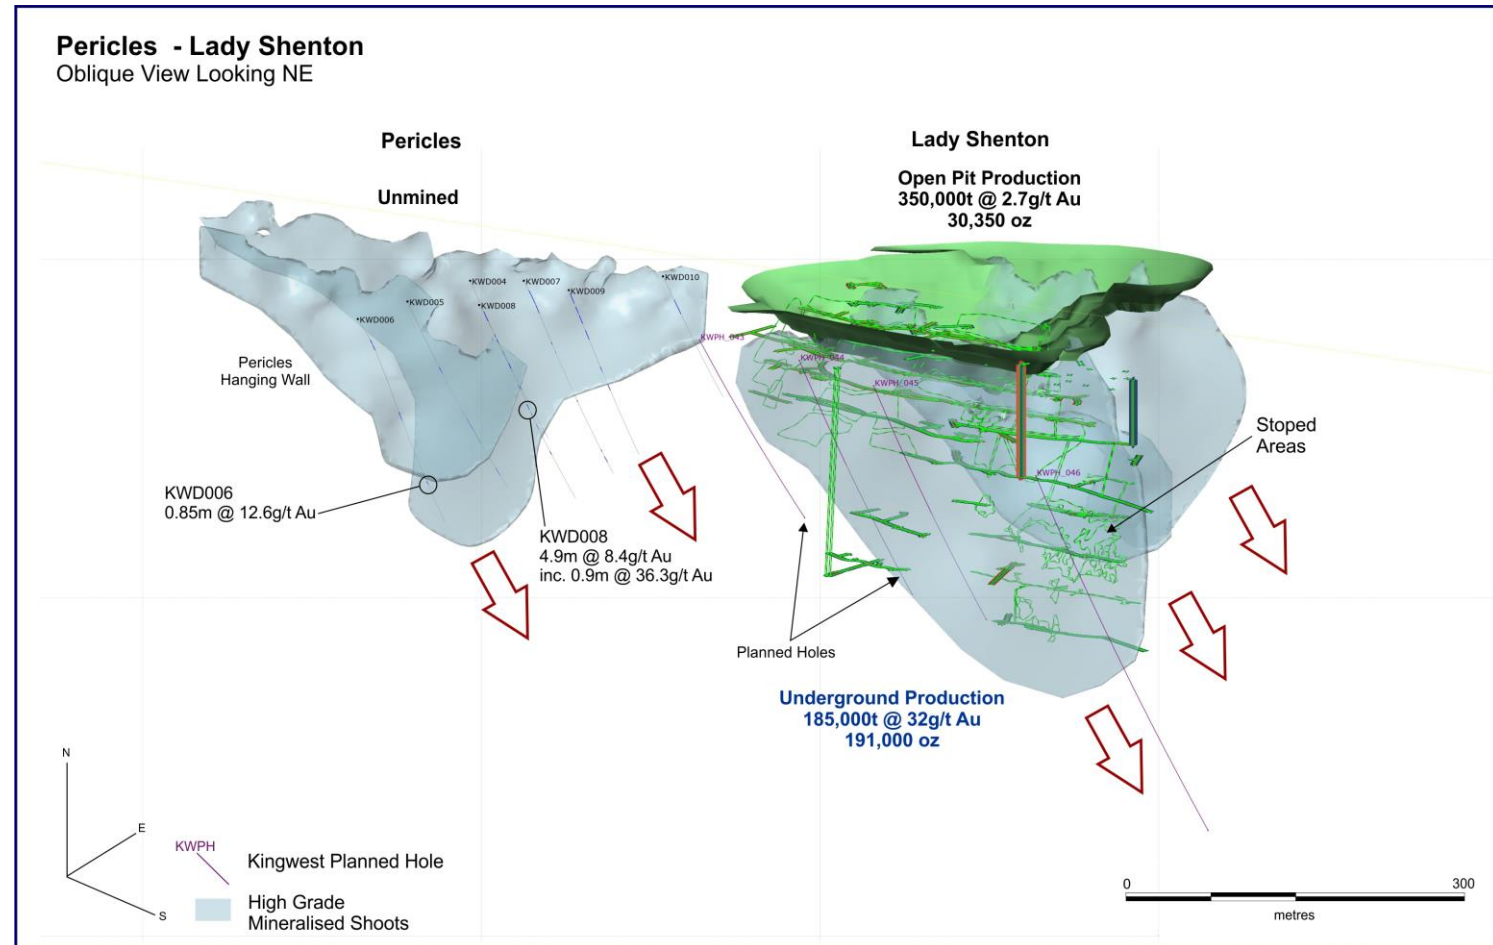 Pericles - Lady Shenton
Oblique View Looking NE
Pericles
Unmined
Lady Shenton
Open Pit Production
350,000t @ 2.7g/t Au
30,350 oz
KWD004
KWD007
KWD010
KWD009
KWD005
KWD008
KWD006
KWPH_043
KWPH_044
KWPH_045
KWPH_046
Pericles
Hanging Wall
Stoped
Areas
KWD006
0.85m @ 12.6g/t Au
KWD008
4.9m @ 8.4g/t Au
inc. 0.9m @ 36.3g/t Au
Planned Holes
Underground Production
185,000t @ 32g/t Au
191,000 oz
N
E
S
KWPH
Kingwest Planned Hole
High Grade
Mineralised Shoots
0
300
metres